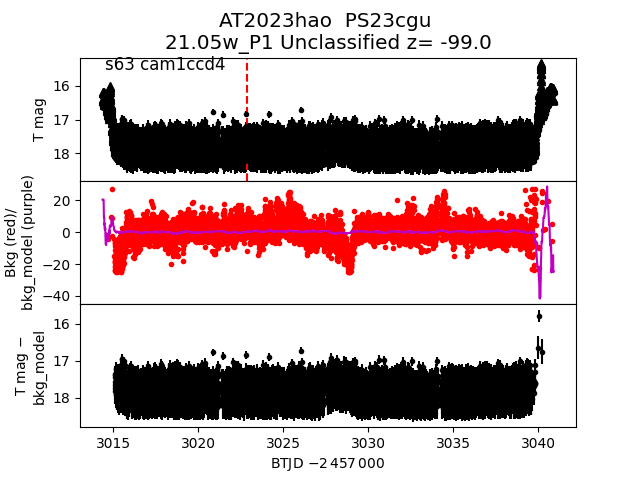 AT2023hao  PS23cgu
21.05w_P1 Unclassified z= -99.0
s63 cam1ccd4
T mag
16
17
18
Bkg (red)/
bkg_model (purple)
20
0
−20
−40
T mag −
bkg_model
16
17
18
3015 3020 3025 3030 3035 3040
BTJD −2 457 000